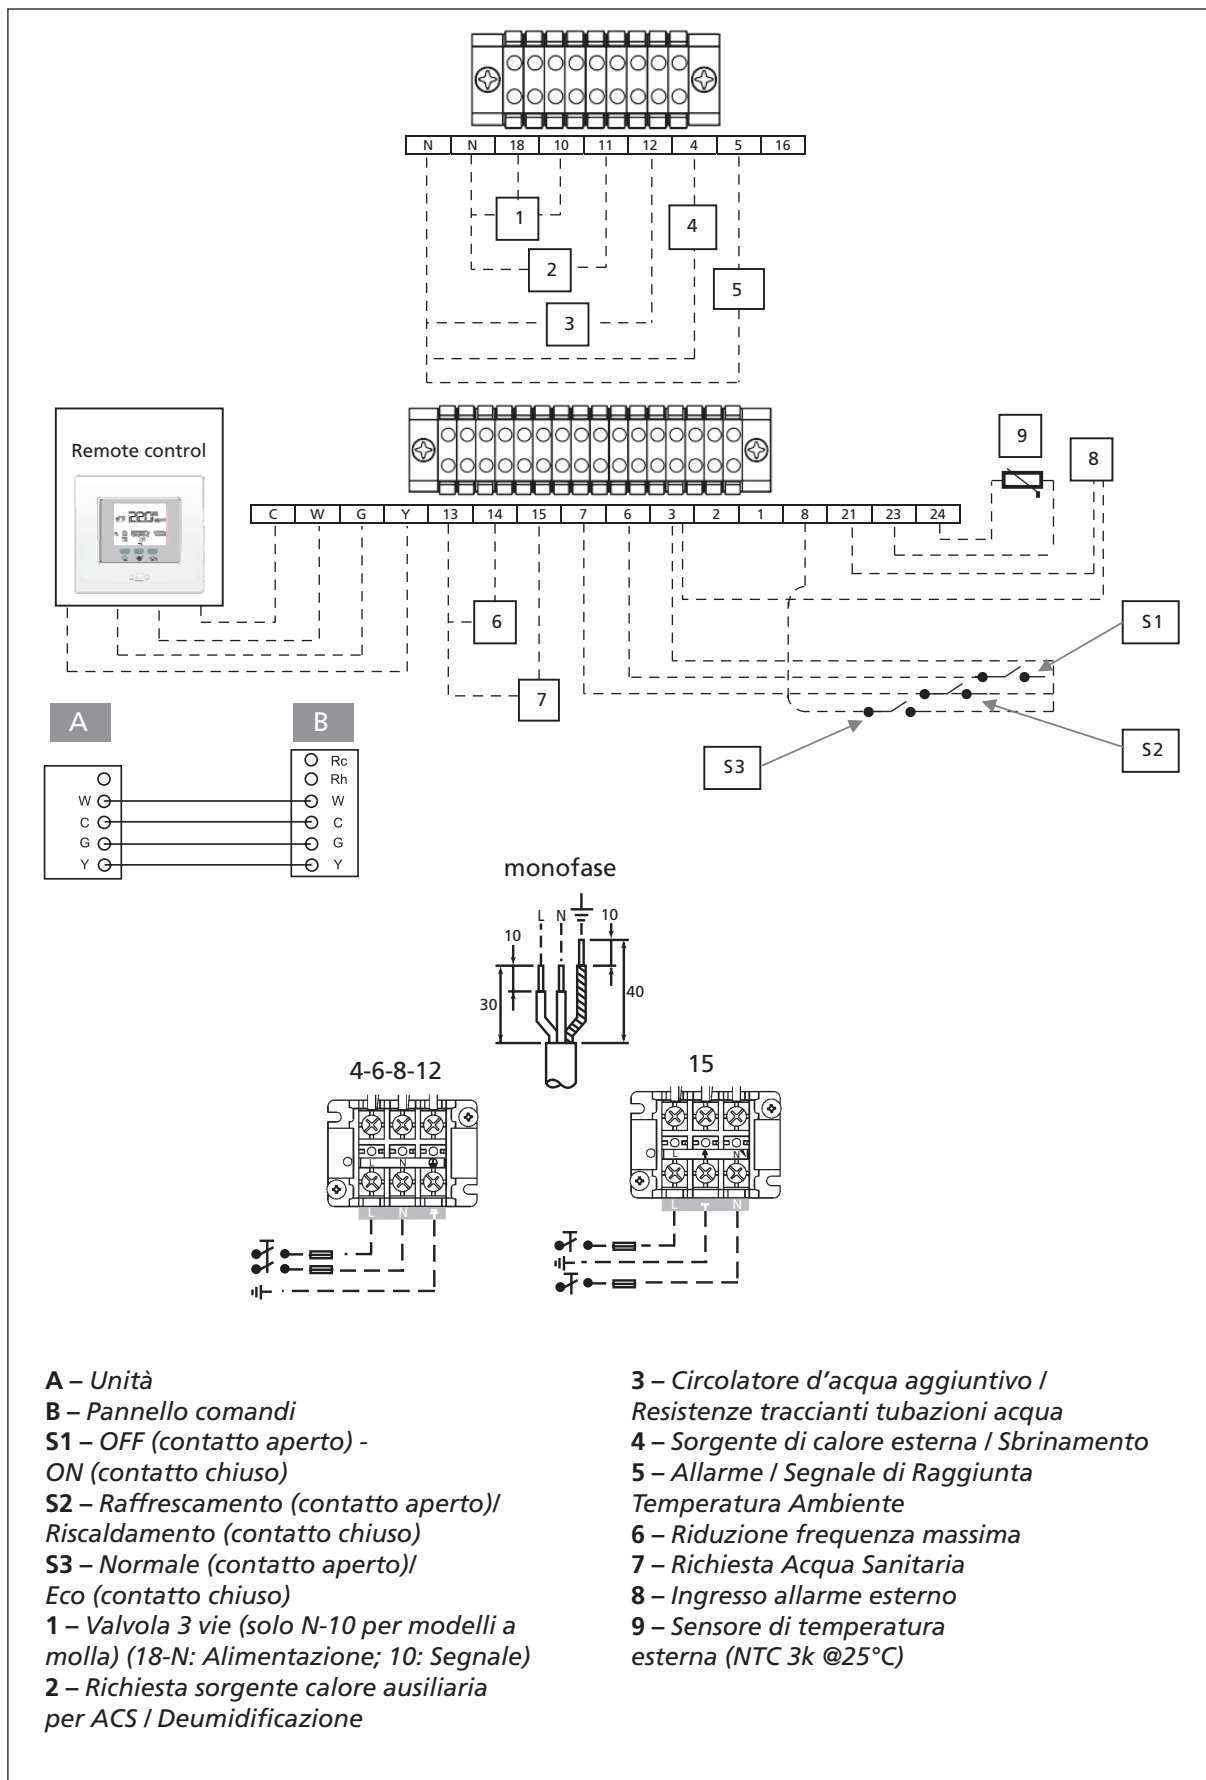 N N 18 10 11 12 4 5 16
1
4
2
5
3
Remote control
9
8
C W G Y 13 14 15 7 6 3 2 1 8 21 23 24
6
S1
7
A B
S2
S3
Rc
Rh
W W
C C
G G
Y Y
monofase
L N 10
10
30 40
4-6-8-12 15
L N
L N
L N
L N
A – Unità
B – Pannello comandi
S1 – OFF (contatto aperto) -
ON (contatto chiuso)
S2 – Raffrescamento (contatto aperto)/
Riscaldamento (contatto chiuso)
S3 – Normale (contatto aperto)/
Eco (contatto chiuso)
1 – Valvola 3 vie (solo N-10 per modelli a
molla) (18-N: Alimentazione; 10: Segnale)
2 – Richiesta sorgente calore ausiliaria
per ACS / Deumidificazione
3 – Circolatore d'acqua aggiuntivo /
Resistenze traccianti tubazioni acqua
4 – Sorgente di calore esterna / Sbrinamento
5 – Allarme / Segnale di Raggiunta
Temperatura Ambiente
6 – Riduzione frequenza massima
7 – Richiesta Acqua Sanitaria
8 – Ingresso allarme esterno
9 – Sensore di temperatura
esterna (NTC 3k @25°C)